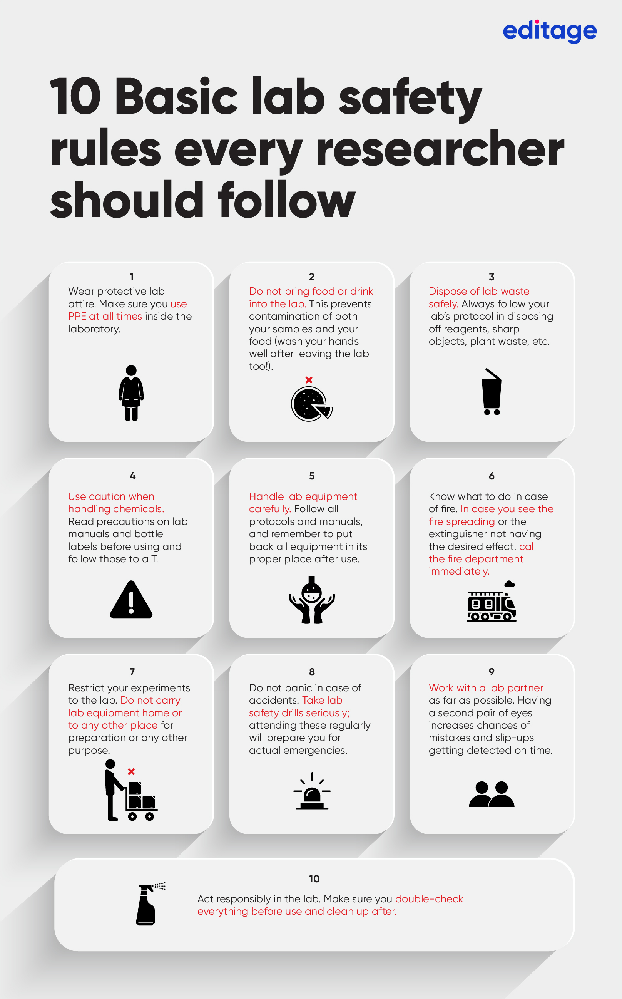 editage
10 Basic lab safety
rules every researcher
should follow
1
Wear protective lab
attire. Make sure you use
PPE at all times inside the
laboratory.
2
Do not bring food or drink
into the lab. This prevents
contamination of both
your samples and your
food (wash your hands
well after leaving the lab
too!).
3
Dispose of lab waste
safely. Always follow your
lab’s protocol in disposing
off reagents, sharp
objects, plant waste, etc.
4
Use caution when
handling chemicals.
Read precautions on lab
manuals and bottle
labels before using and
follow those to a T.
5
Handle lab equipment
carefully. Follow all
protocols and manuals,
and remember to put
back all equipment in its
proper place after use.
6
Know what to do in case
of fire. In case you see the
fire spreading or the
extinguisher not having
the desired effect, call
the fire department
immediately.
7
Restrict your experiments
to the lab. Do not carry
lab equipment home or
to any other place for
preparation or any other
purpose.
8
Do not panic in case of
accidents. Take lab
safety drills seriously;
attending these regularly
will prepare you for
actual emergencies.
9
Work with a lab partner
as far as possible. Having
a second pair of eyes
increases chances of
mistakes and slip-ups
getting detected on time.
10
Act responsibly in the lab. Make sure you double-check
everything before use and clean up after.